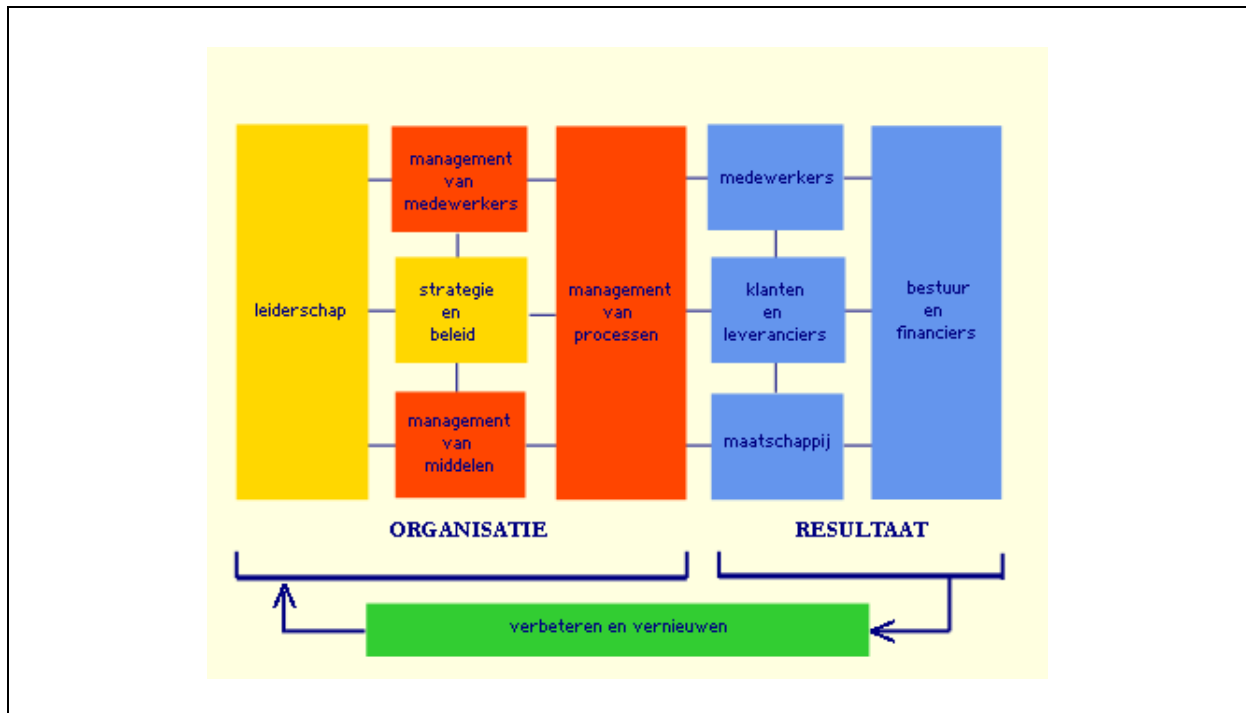 leiderschap
management
van
medewerkers
strategie
en
beleid
management
van
middelen
management
van
processen
medewerkers
klanten
en
leveranciers
maatschappij
bestuur
en
financiers
ORGANISATIE
RESULTAAT
verbeteren en vernieuwen